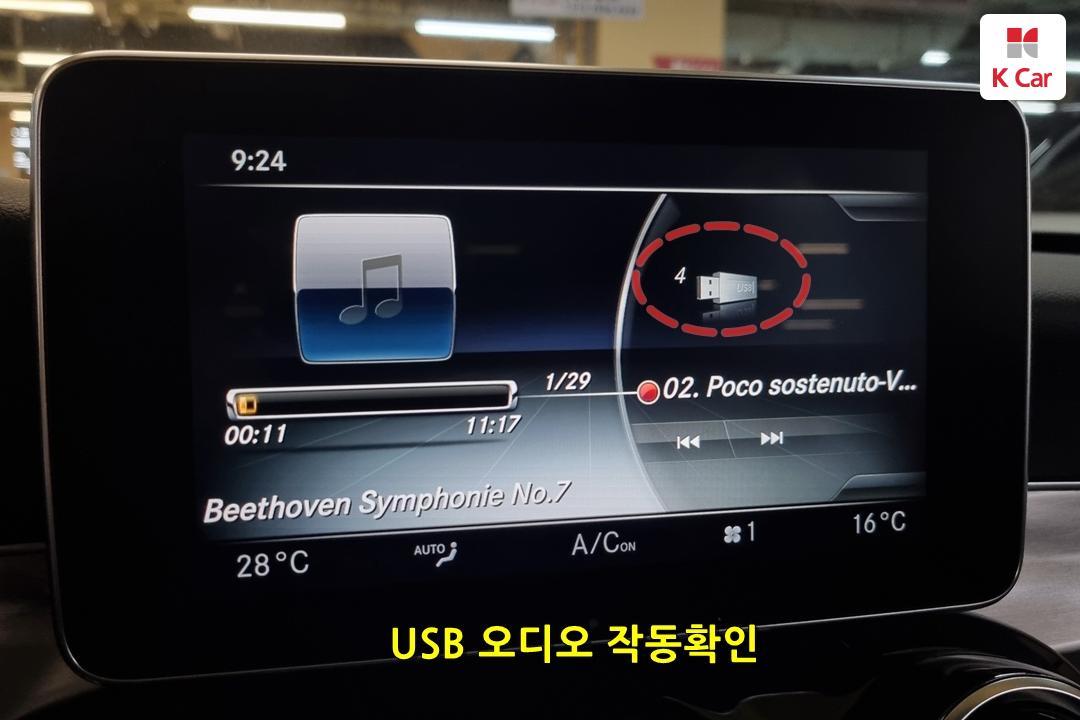 K Car
9:24
4
USB
1/29
02. Poco sostenuto-V...
00:11
11:17
Beethoven Symphonie No.7
28°C
AUTO
A/C ON
1
16°C
USB 오디오 작동확인